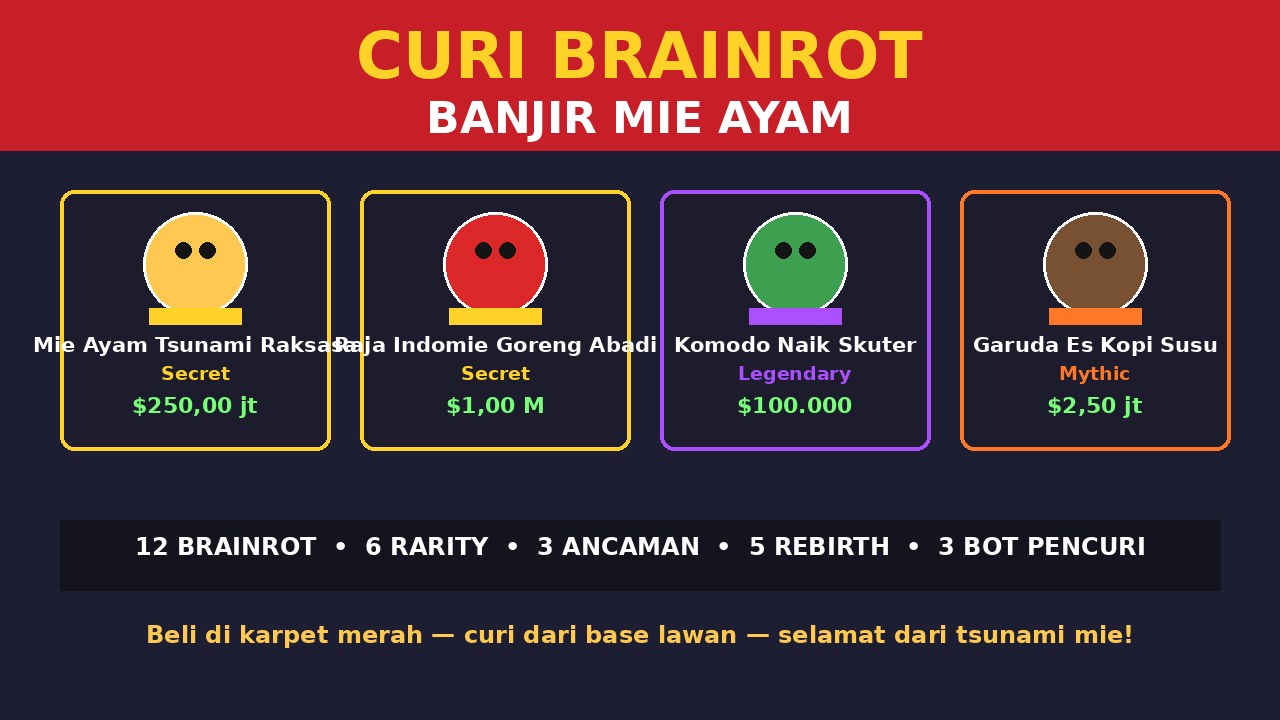 CURI BRAINROT
BANJIR MIE AYAM
Mie Ayam Tsunami Raksasa
Secret
$250,00 jt
Raja Indomie Goreng Abadi
Secret
$1,00 M
Komodo Naik Skuter
Legendary
$100.000
Garuda Es Kopi Susu
Mythic
$2,50 jt
12 BRAINROT • 6 RARITY • 3 ANCAMAN • 5 REBIRTH • 3 BOT PENCURI
Beli di karpet merah — curi dari base lawan — selamat dari tsunami mie!